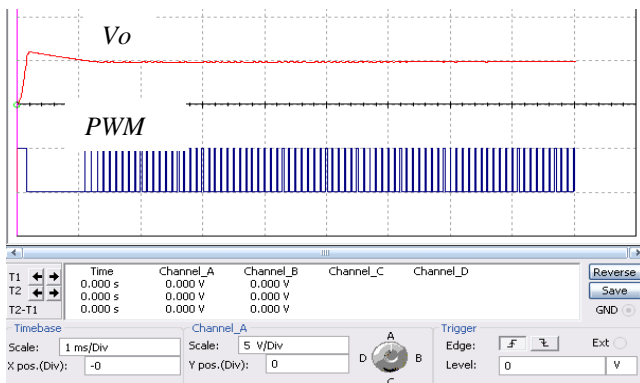 Vo
PWM
Time Channel_A Channel_B Channel_C Channel_D
T1 0.000 s 0.000 V 0.000 V
T2 0.000 s 0.000 V 0.000 V
T2-T1 0.000 s 0.000 V 0.000 V
Reverse
Save
GND
Timebase
Scale: 1 ms/Div
X pos.(Div): -0
Channel_A
Scale: 5 V/Div
Y pos.(Div): 0
A
D B
C
Trigger
Edge: Ext
Level: 0 V